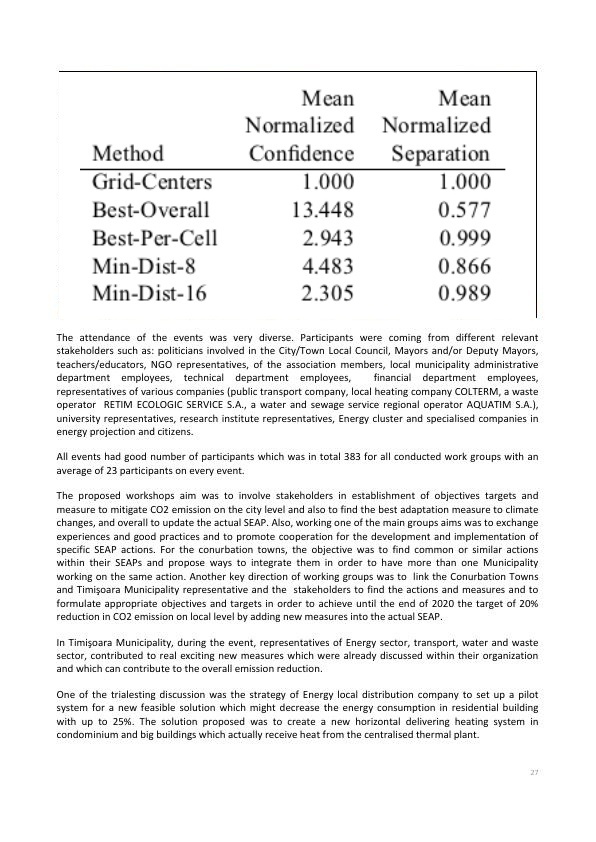 Mean Mean
Normalized Normalized
Method Confidence Separation
Grid-Centers 1.000 1.000
Best-Overall 13.448 0.577
Best-Per-Cell 2.943 0.999
Min-Dist-8 4.483 0.866
Min-Dist-16 2.305 0.989
The attendance of the events was very diverse. Participants were coming from different relevant
stakeholders such as: politicians involved in the City/Town Local Council, Mayors and/or Deputy Mayors,
teachers/educators, NGO representatives, of the association members, local municipality administrative
department employees, technical department employees, financial department employees,
representatives of various companies (public transport company, local heating company COLTERM, a waste
operator RETIM ECOLOGIC SERVICE S.A., a water and sewage service regional operator AQUATIM S.A.),
university representatives, research institute representatives, Energy cluster and specialised companies in
energy projection and citizens.
All events had good number of participants which was in total 383 for all conducted work groups with an
average of 23 participants on every event.
The proposed workshops aim was to involve stakeholders in establishment of objectives targets and
measure to mitigate CO2 emission on the city level and also to find the best adaptation measure to climate
changes, and overall to update the actual SEAP. Also, working one of the main groups aims was to exchange
experiences and good practices and to promote cooperation for the development and implementation of
specific SEAP actions. For the conurbation towns, the objective was to find common or similar actions
within their SEAPs and propose ways to integrate them in order to have more than one Municipality
working on the same action. Another key direction of working groups was to link the Conurbation Towns
and Timişoara Municipality representative and the stakeholders to find the actions and measures and to
formulate appropriate objectives and targets in order to achieve until the end of 2020 the target of 20%
reduction in CO2 emission on local level by adding new measures into the actual SEAP.
In Timişoara Municipality, during the event, representatives of Energy sector, transport, water and waste
sector, contributed to real exciting new measures which were already discussed within their organization
and which can contribute to the overall emission reduction.
One of the trialesting discussion was the strategy of Energy local distribution company to set up a pilot
system for a new feasible solution which might decrease the energy consumption in residential building
with up to 25%. The solution proposed was to create a new horizontal delivering heating system in
condominium and big buildings which actually receive heat from the centralised thermal plant.
27